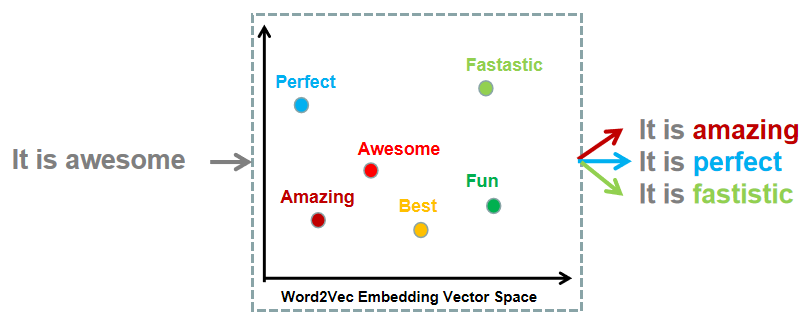 It is awesome
Perfect
Fastastic
Awesome
Amazing
Best
Fun
Word2Vec Embedding Vector Space
It is amazing
It is perfect
It is fastistic